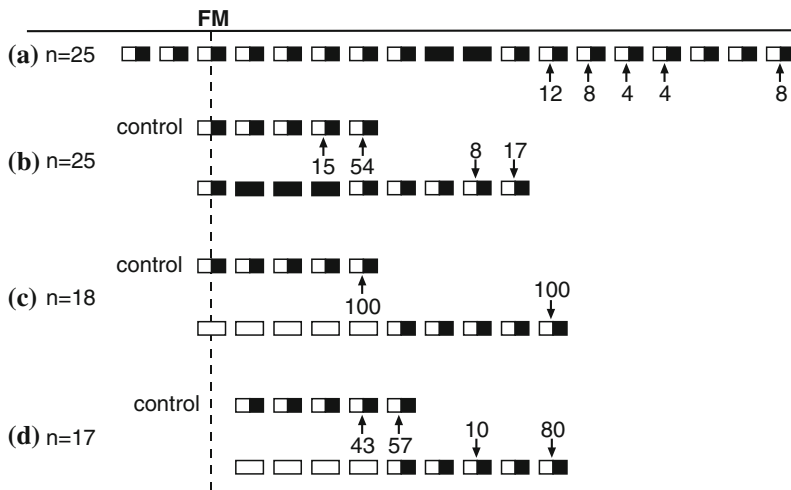 FM
(a) n=25
12 8 4 4 8
control
15 54
(b) n=25
8 17
control
100
(c) n=18
100
control
43 57
(d) n=17
10 80